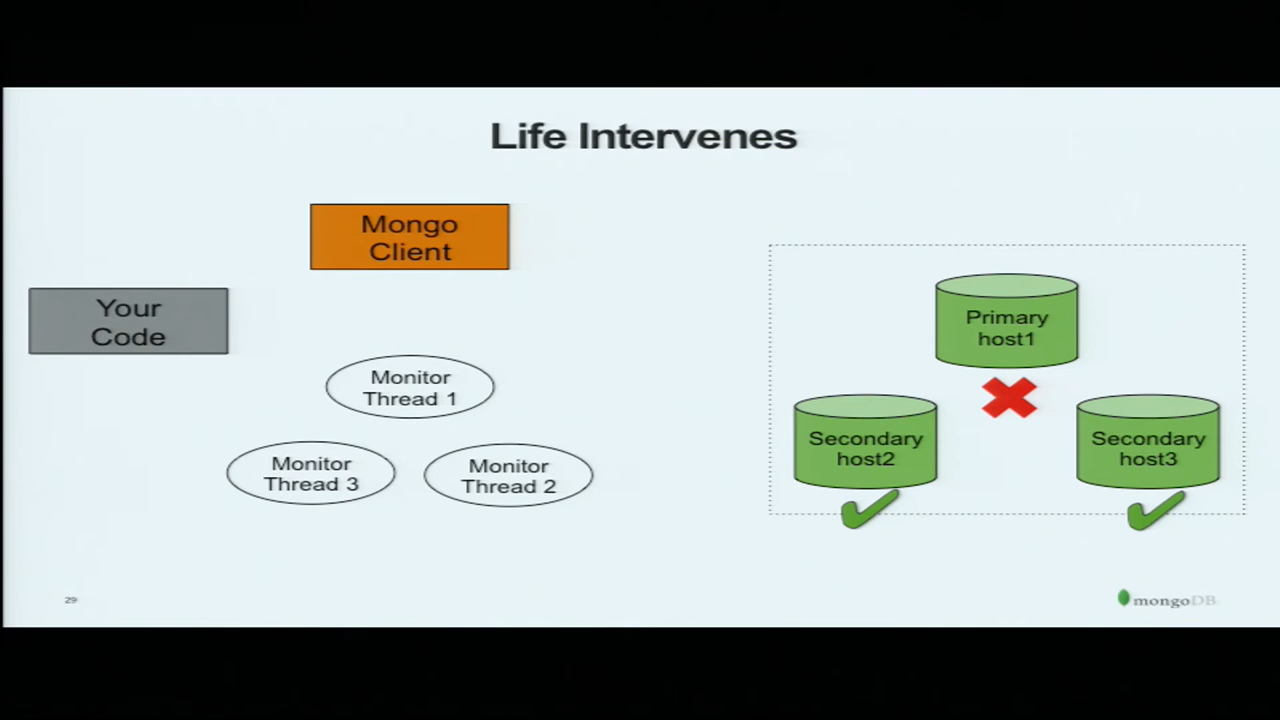 Life Intervenes
Mongo
Client
Your
Code
Monitor
Thread 1
Monitor
Thread 3
Monitor
Thread 2
Primary
host1
Secondary
host2
Secondary
host3
29
mongoDB